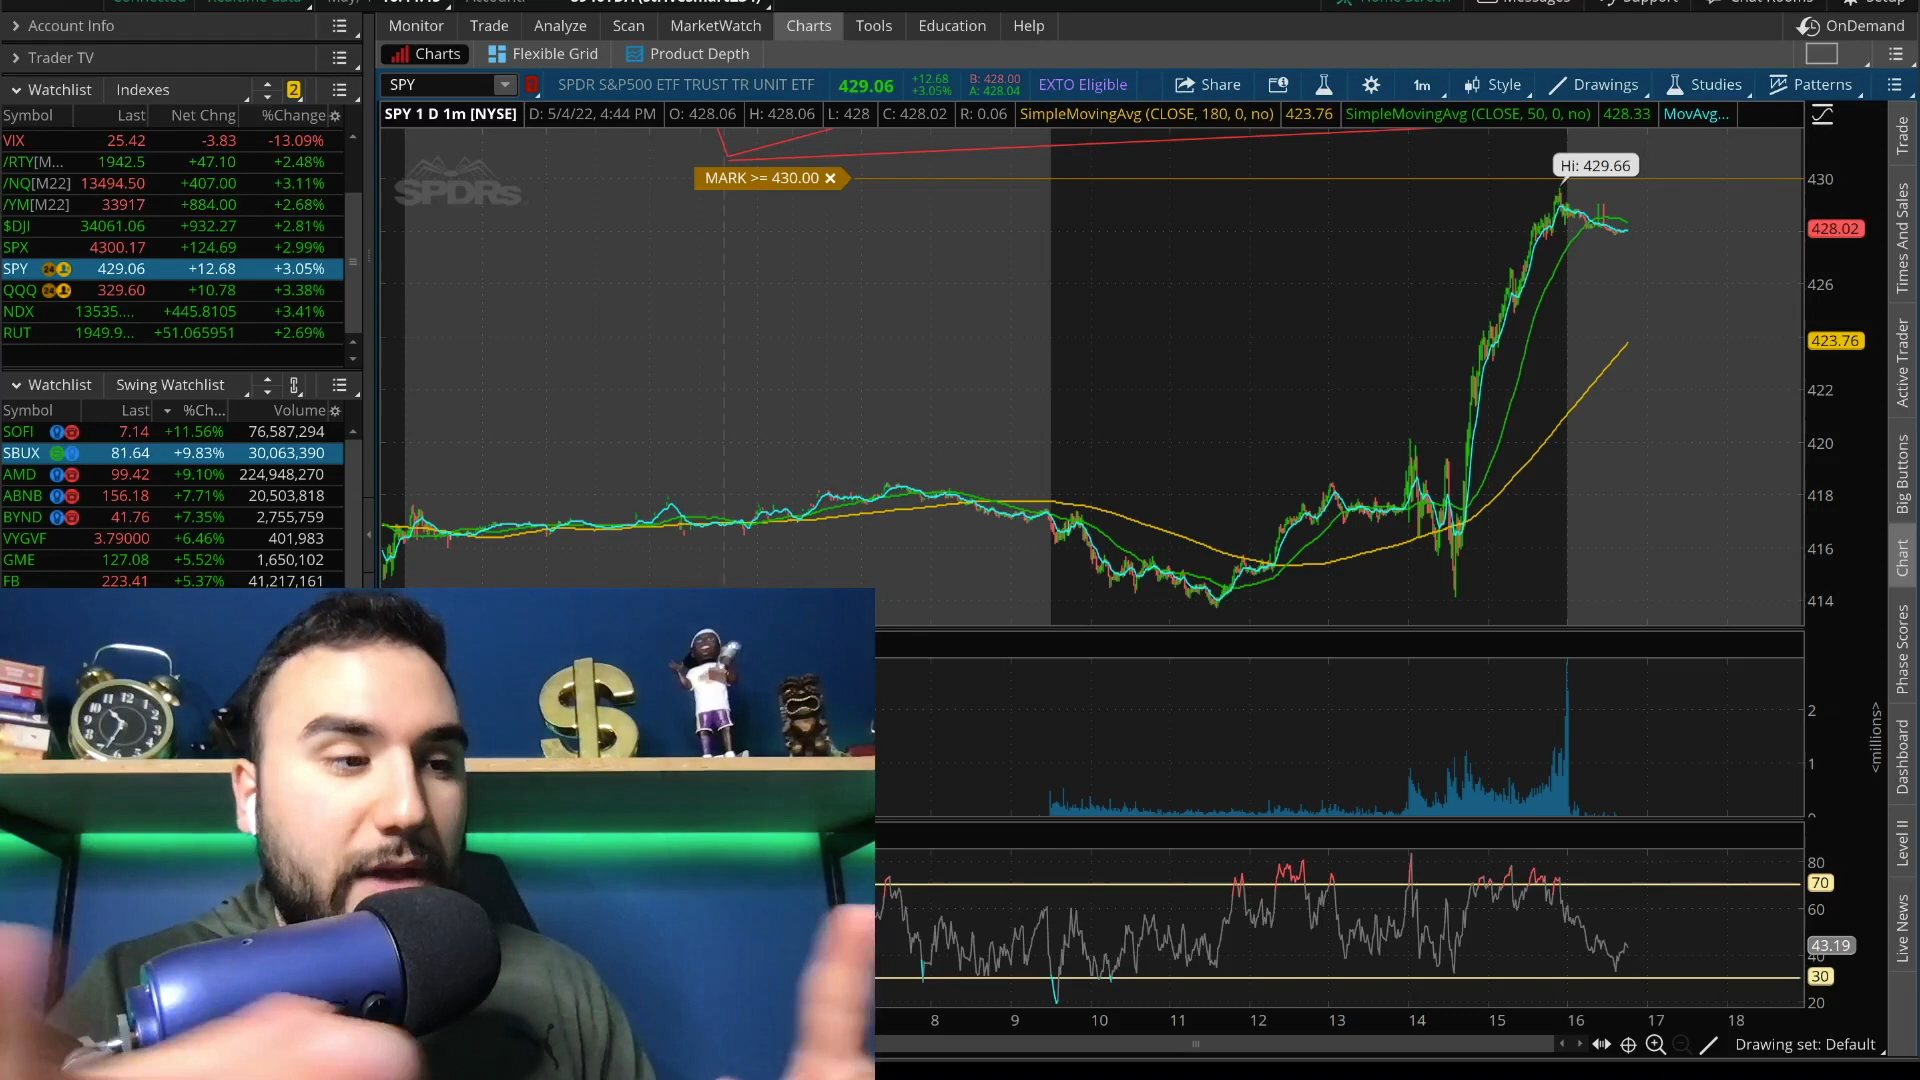 Account Info
Trader TV
Watchlist Indexes 2
Symbol Last Net Chng %Change
VIX 25.42 -3.83 -13.09%
/RTY[M... 1942.5 +47.10 +2.48%
/NQ[M22] 13494.50 +407.00 +3.11%
/YM[M22] 33917 +884.00 +2.68%
$DJI 34061.06 +932.27 +2.81%
SPX 4300.17 +124.69 +2.99%
SPY 429.06 +12.68 +3.05%
QQQ 329.60 +10.78 +3.38%
NDX 13535.... +445.8105 +3.41%
RUT 1949.9... +51.065951 +2.69%
Watchlist Swing Watchlist
Symbol Last %Ch... Volume
SOFI 7.14 +11.56% 76,587,294
SBUX 81.64 +9.83% 30,063,390
AMD 99.42 +9.10% 224,948,270
ABNB 156.18 +7.71% 20,503,818
BYND 41.76 +7.35% 2,755,759
VYGVF 3.79000 +6.46% 401,983
GME 127.08 +5.52% 1,650,102
FB 223.41 +5.37% 41,217,161
Monitor Trade Analyze Scan MarketWatch Charts Tools Education Help
OnDemand
Charts Flexible Grid Product Depth
SPY SPDR S&P500 ETF TRUST TR UNIT ETF 429.06 +12.68 +3.05% B: 428.00 A: 428.04 EXTO Eligible Share 1m Style Drawings Studies Patterns
SPY 1 D 1m [NYSE] D: 5/4/22, 4:44 PM O: 428.06 H: 428.06 L: 428 C: 428.02 R: 0.06 SimpleMovingAvg (CLOSE, 180, 0, no) 423.76 SimpleMovingAvg (CLOSE, 50, 0, no) 428.33 MovAvg...
SPDRs
MARK >= 430.00
Hi: 429.66
430
428.02
426
423.76
422
420
418
416
414
2
1
<millions>
80
70
60
43.19
30
20
8 9 10 11 12 13 14 15 16 17 18
Drawing set: Default
Trade
Times And Sales
Active Trader
Big Buttons
Chart
Phase Scores
Dashboard
Level II
Live News